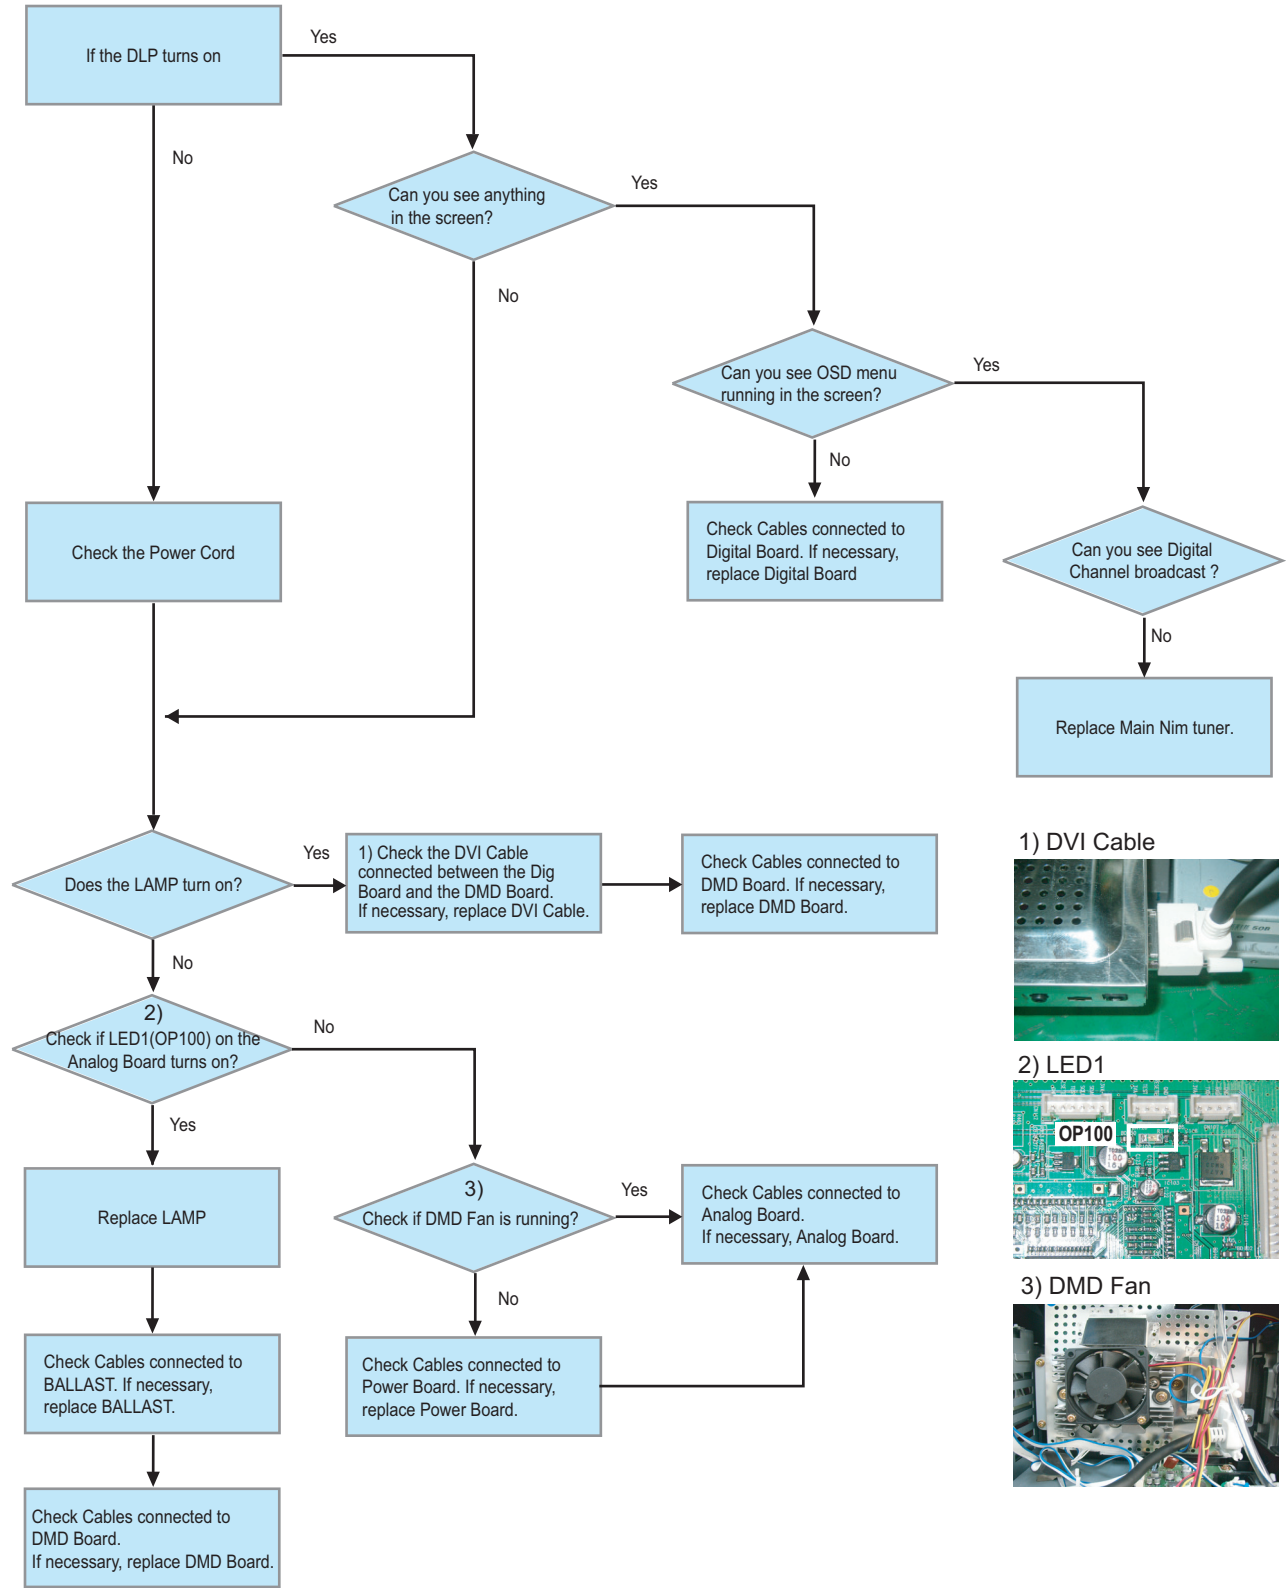 If the DLP turns on
Yes
No
Can you see anything
in the screen?
Yes
No
Can you see OSD menu
running in the screen?
Yes
No
Check the Power Cord
Check Cables connected to
Digital Board. If necessary,
replace Digital Board
Can you see Digital
Channel broadcast ?
No
Replace Main Nim tuner.
Does the LAMP turn on?
Yes
No
1) Check the DVI Cable
connected between the Dig
Board and the DMD Board.
If necessary, replace DVI Cable.
Check Cables connected to
DMD Board. If necessary,
replace DMD Board.
2)
Check if LED1(OP100) on the
Analog Board turns on?
No
Yes
Replace LAMP
3)
Check if DMD Fan is running?
Yes
No
Check Cables connected to
Analog Board.
If necessary, Analog Board.
Check Cables connected to
BALLAST. If necessary,
replace BALLAST.
Check Cables connected to
Power Board. If necessary,
replace Power Board.
Check Cables connected to
DMD Board.
If necessary, replace DMD Board.
1) DVI Cable
2) LED1
OP100
3) DMD Fan